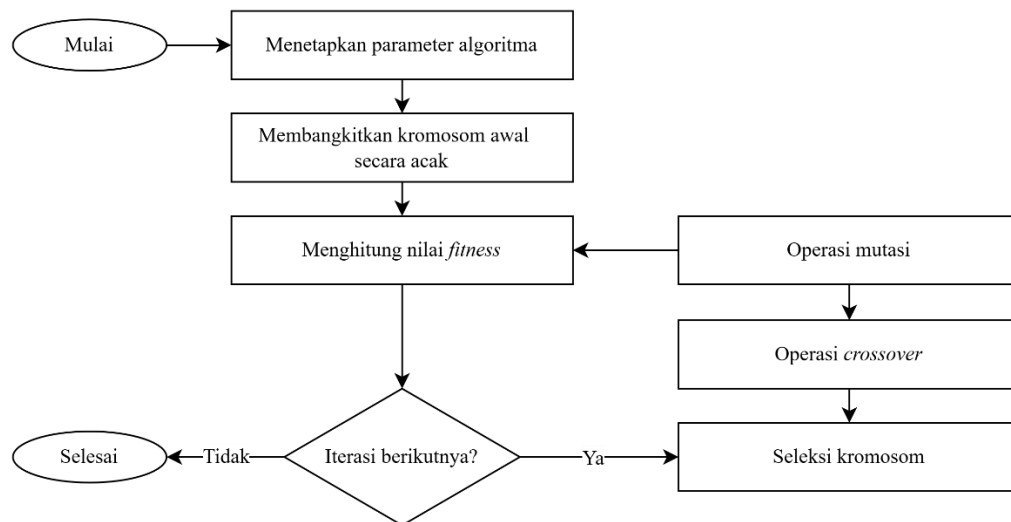 Mulai
Menetapkan parameter algoritma
Membangkitkan kromosom awal
secara acak
Menghitung nilai fitness
Operasi mutasi
Operasi crossover
Selesai
Tidak
Iterasi berikutnya?
Ya
Seleksi kromosom